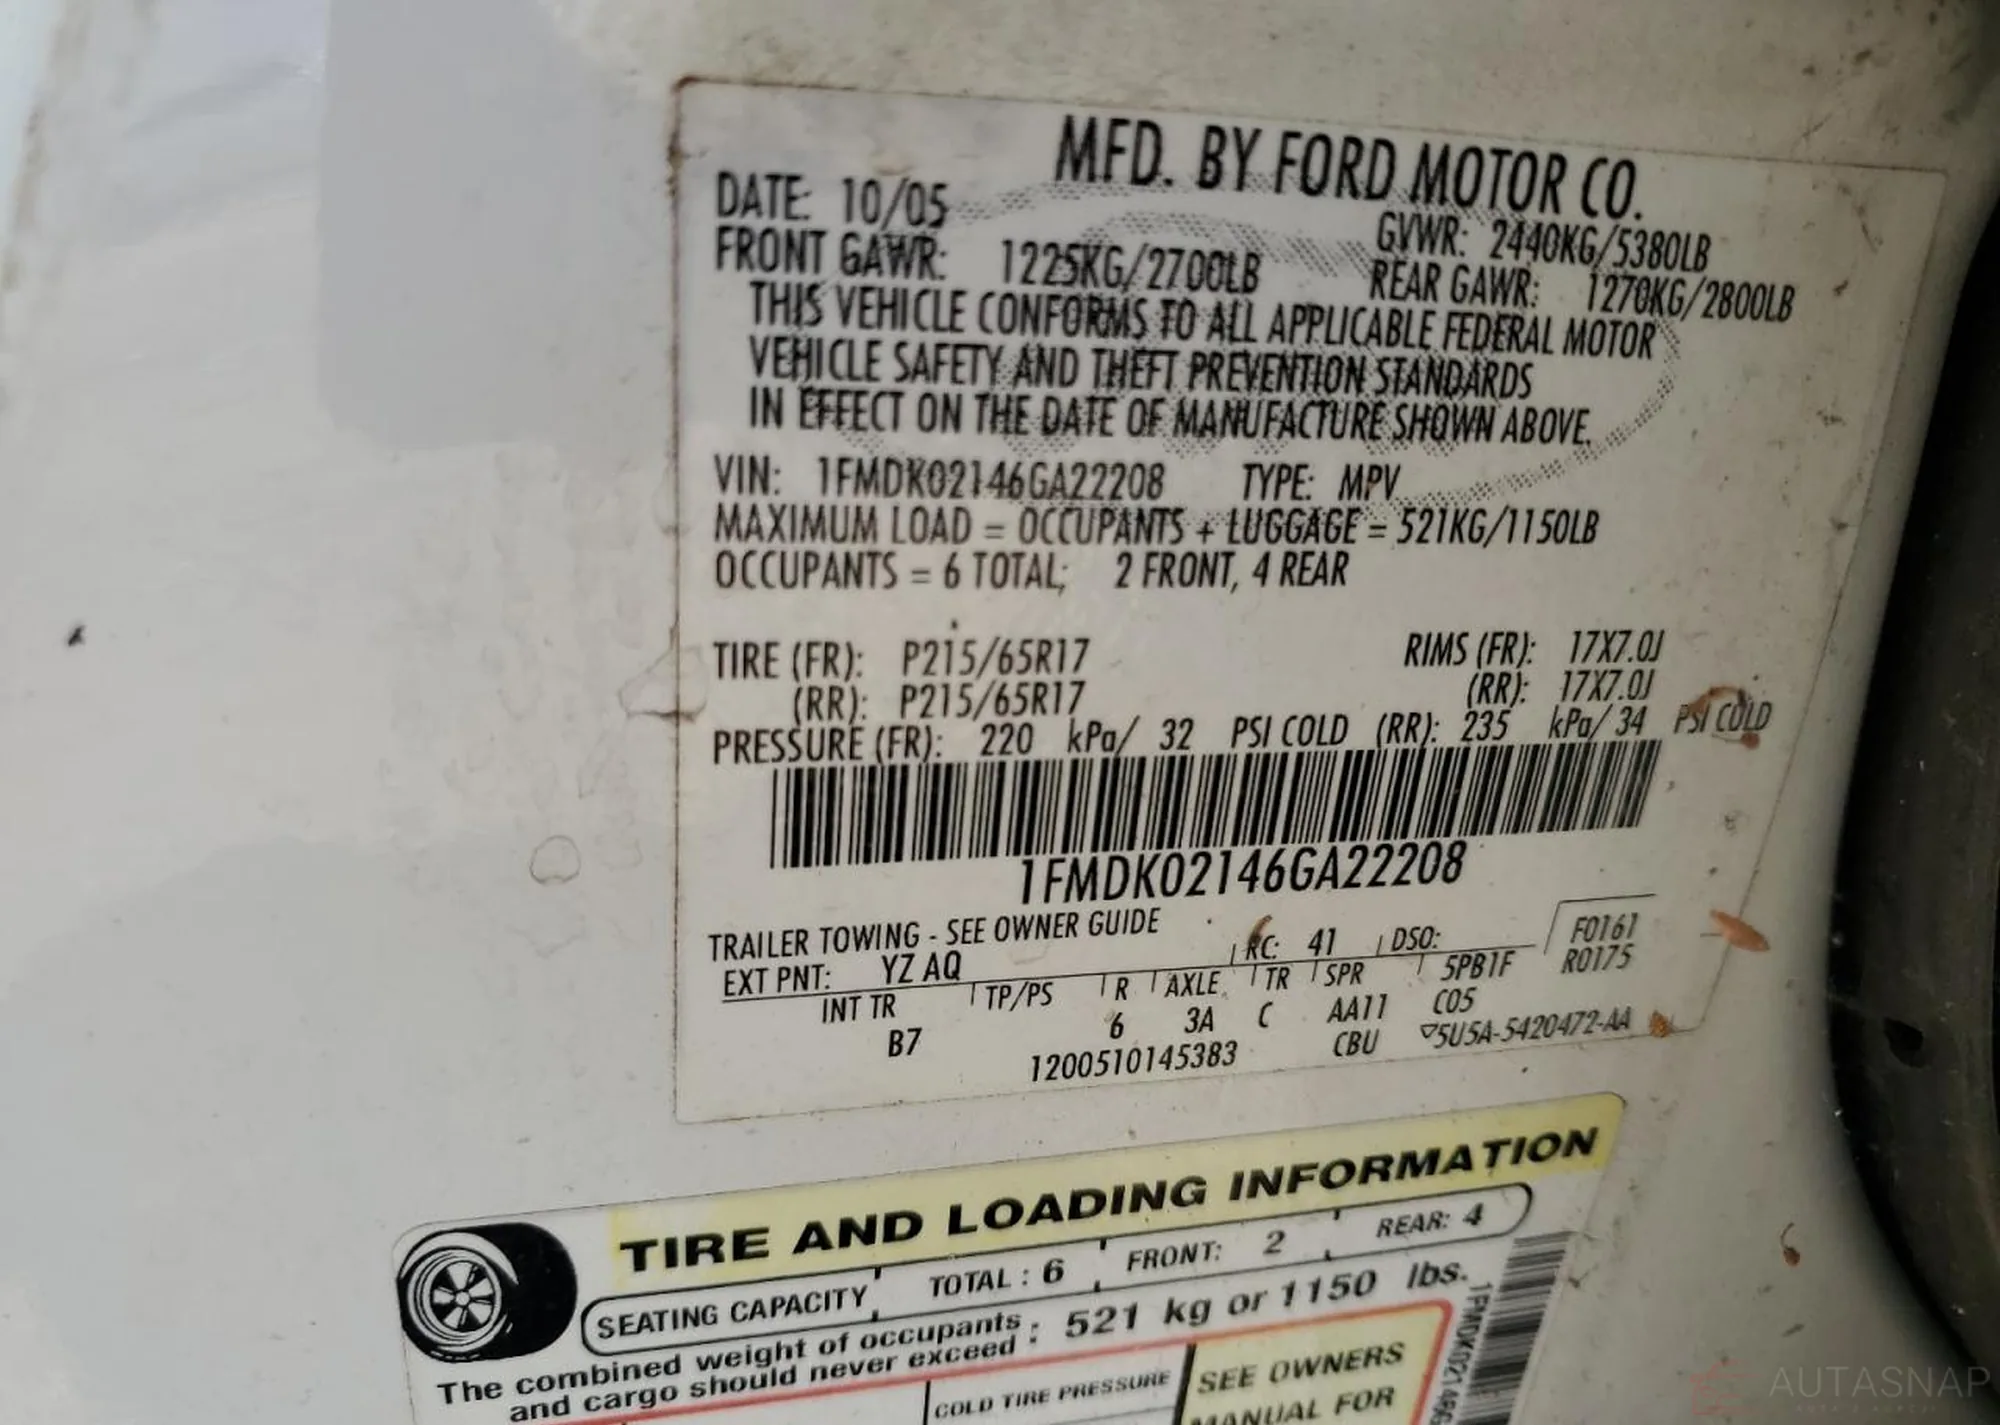 MFD. BY FORD MOTOR CO.
DATE: 10/05 GVWR: 2440KG/5380LB
FRONT GAWR: 1225KG/2700LB REAR GAWR: 1270KG/2800LB
THIS VEHICLE CONFORMS TO ALL APPLICABLE FEDERAL MOTOR
VEHICLE SAFETY AND THEFT PREVENTION STANDARDS
IN EFFECT ON THE DATE OF MANUFACTURE SHOWN ABOVE.
VIN: 1FMDK02146GA22208 TYPE: MPV
MAXIMUM LOAD = OCCUPANTS + LUGGAGE = 521KG/1150LB
OCCUPANTS = 6 TOTAL; 2 FRONT, 4 REAR
TIRE (FR): P215/65R17 RIMS (FR): 17X7.0J
(RR): P215/65R17 (RR): 17X7.0J
PRESSURE (FR): 220 kPa/ 32 PSI COLD (RR): 235 kPa/ 34 PSI COLD
1FMDK02146GA22208
TRAILER TOWING - SEE OWNER GUIDE
EXT PNT: YZ AQ RC: 41 DSO: F0161
INT TR TP/PS R AXLE TR SPR 5PB1F R0175
B7 6 3A C AA11 C05
1200510145383 CBU 5U5A-5420472-AA
TIRE AND LOADING INFORMATION
SEATING CAPACITY TOTAL : 6 FRONT: 2 REAR: 4
The combined weight of occupants
and cargo should never exceed : 521 kg or 1150 lbs.
COLD TIRE PRESSURE
SEE OWNERS
MANUAL FOR
AUTASNAP